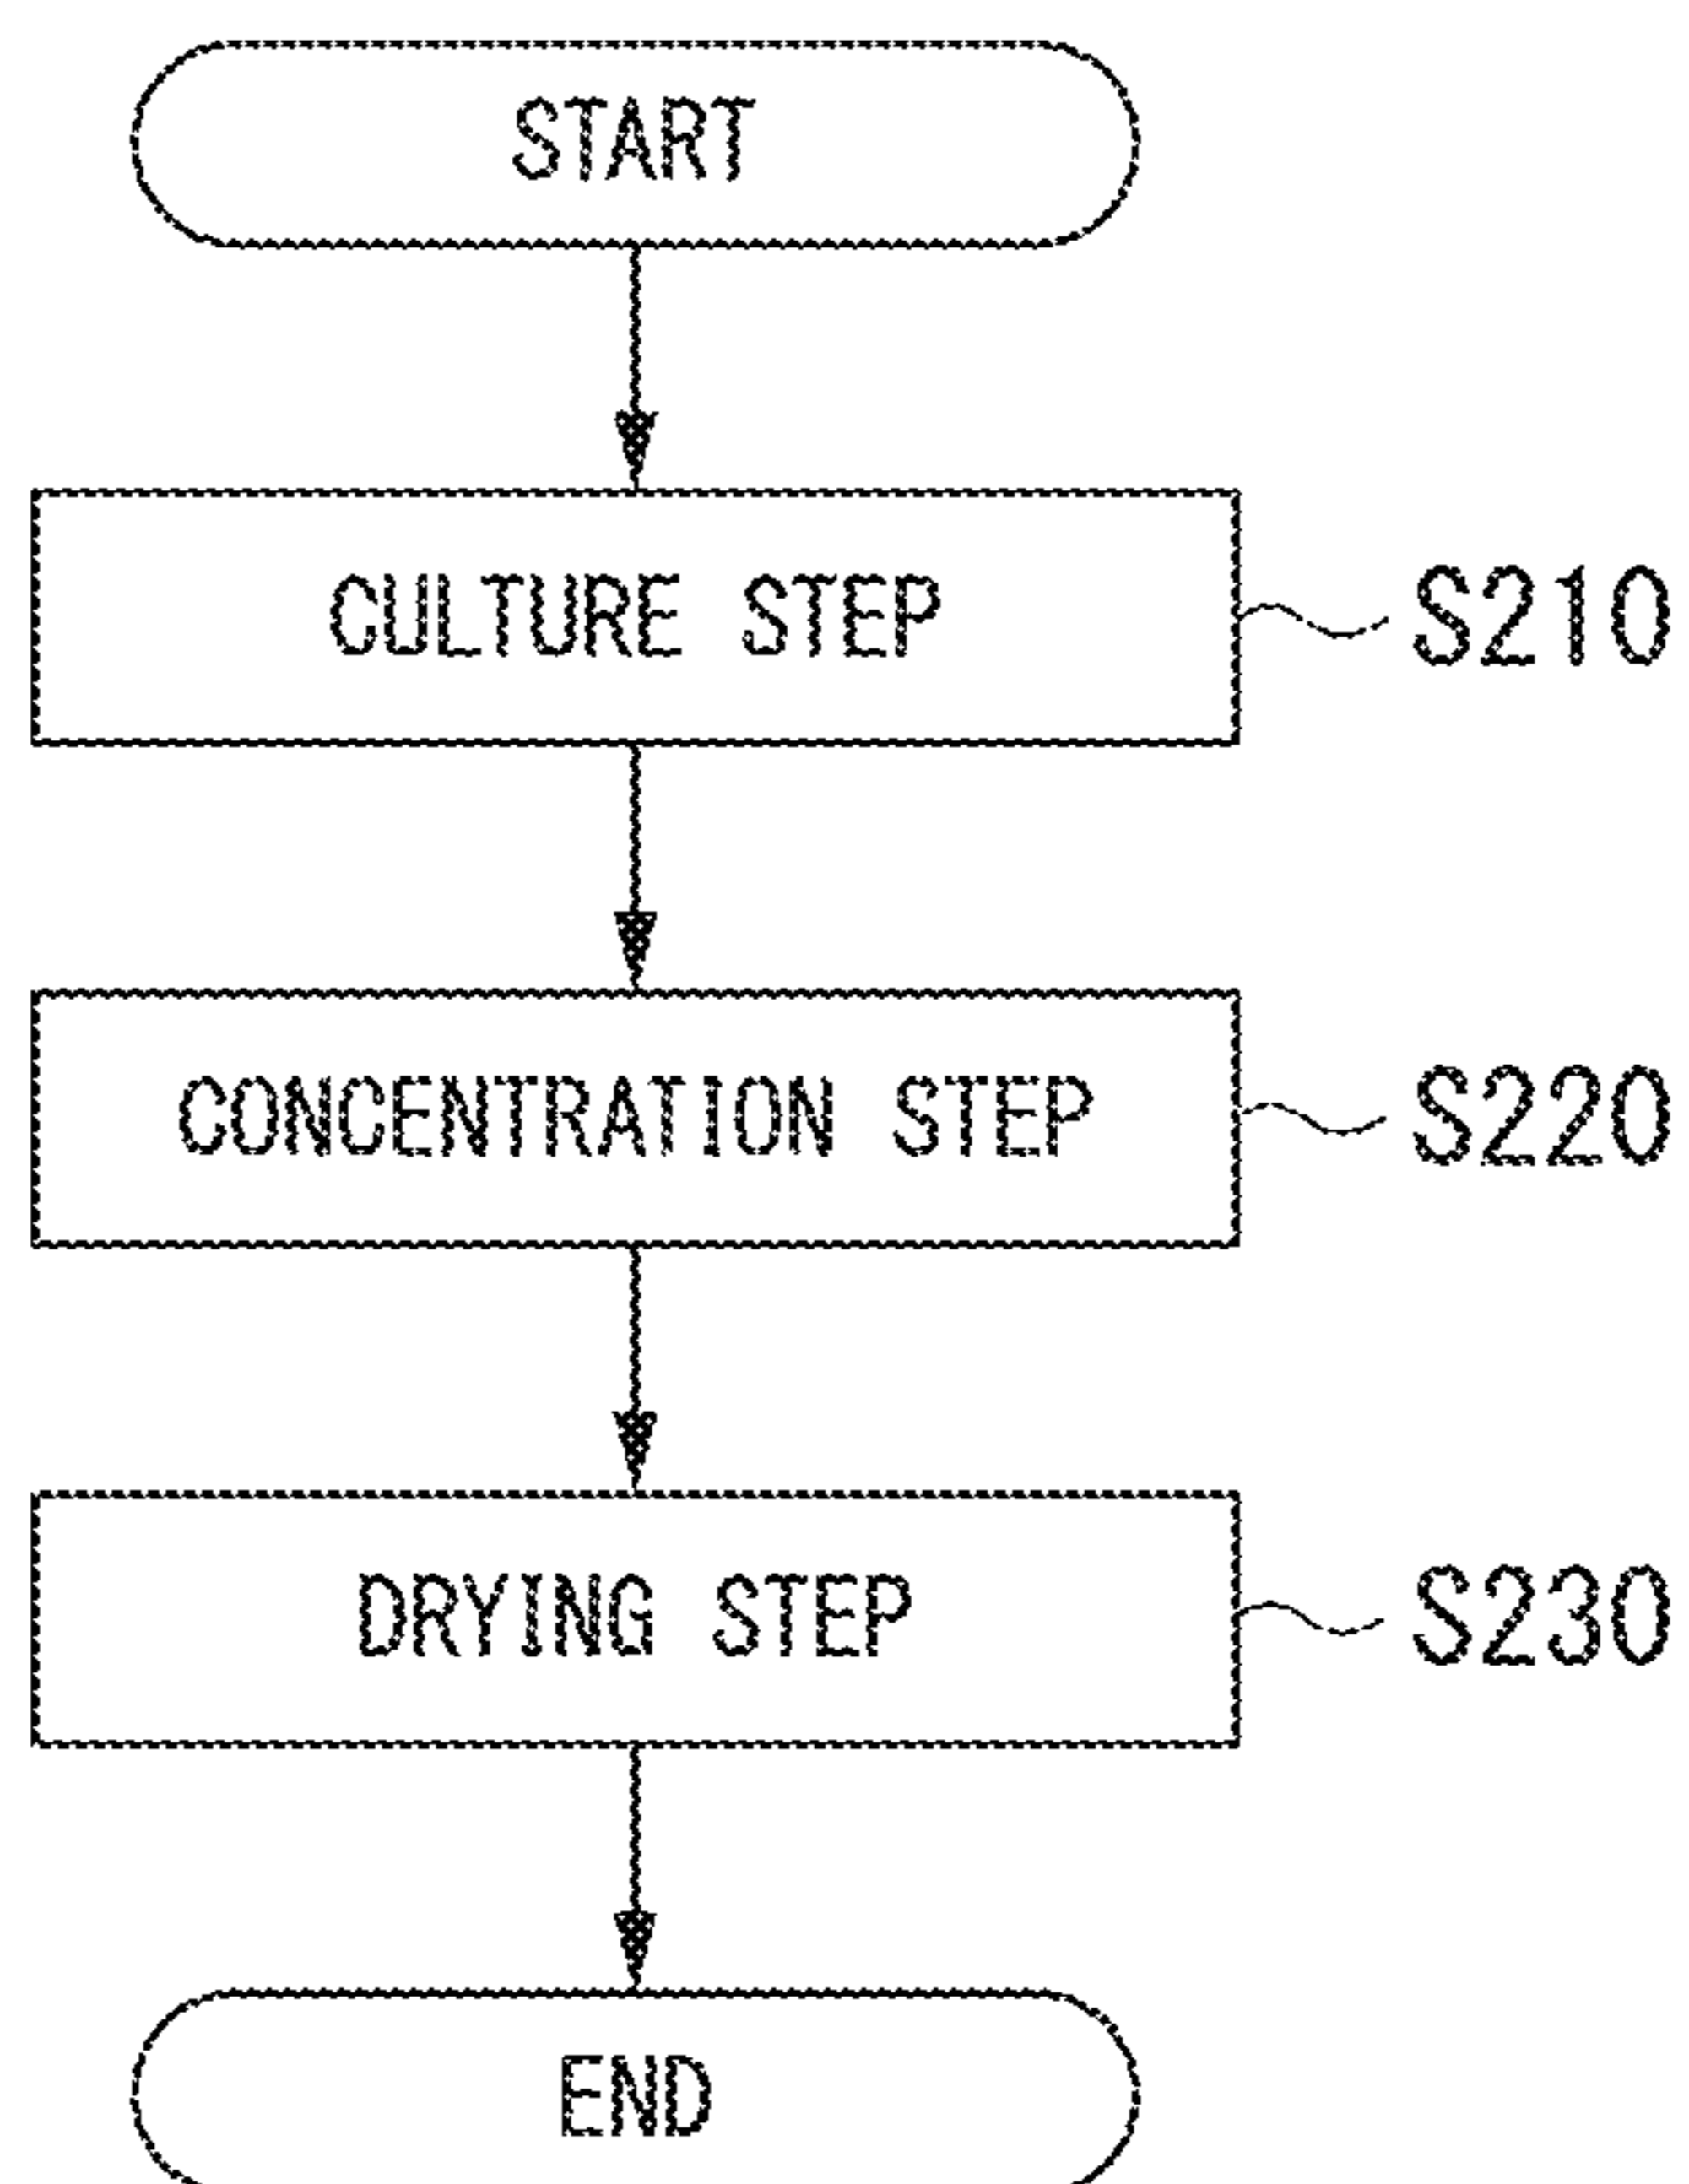 START
CULTURE STEP
S210
CONCENTRATION STEP
S220
DRYING STEP
S230
END